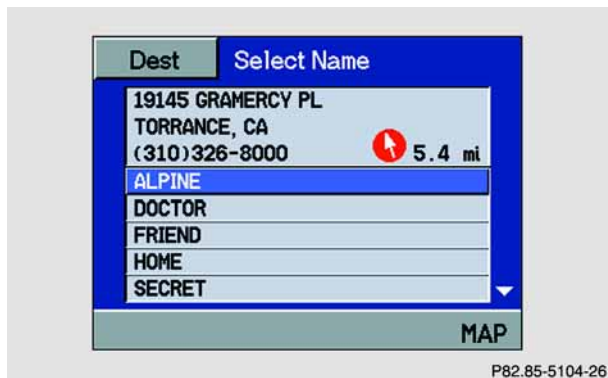 Dest Select Name
19145 GRAMERCY PL
TORRANCE, CA
(310)326-8000 5.4 mi
ALPINE
DOCTOR
FRIEND
HOME
SECRET
MAP
P82.85-5104-26